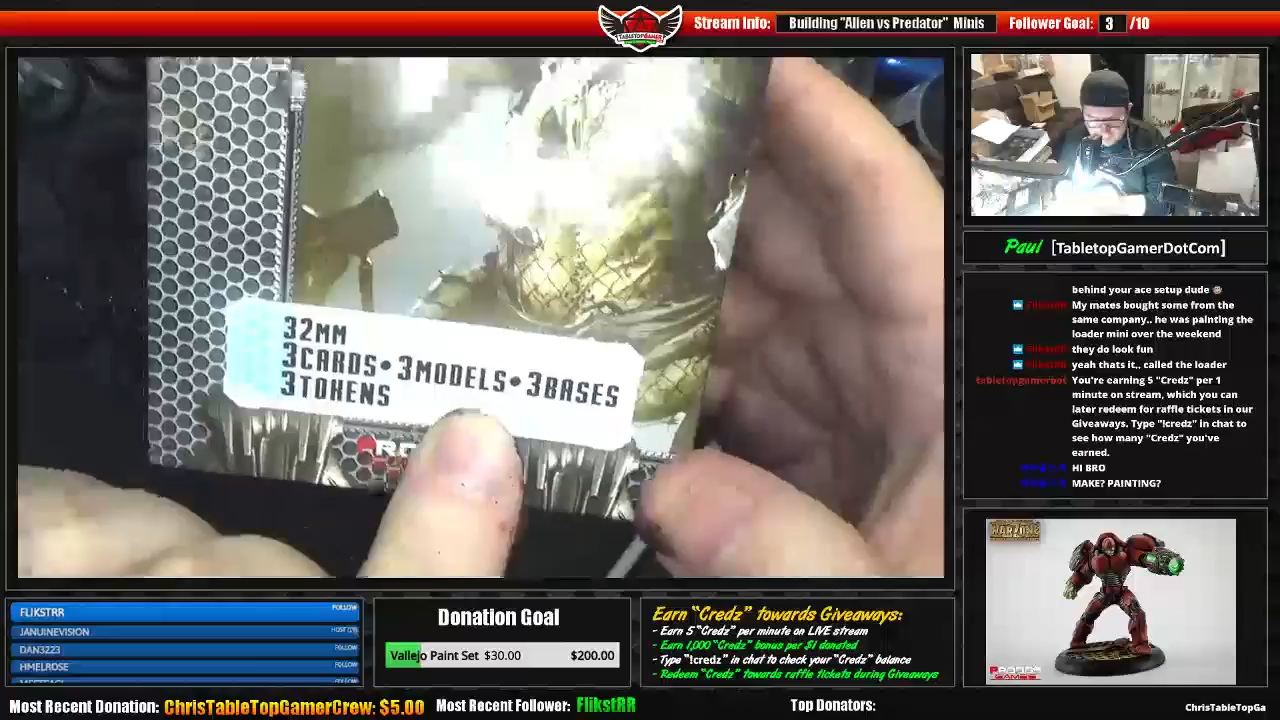 TABLETOPGAMER
Stream Info:
Building "Alien vs Predator" Minis
Follower Goal:
3
/10
32MM
3CARDS•3MODELS•3BASES
3TOKENS
Paul [TabletopGamerDotCom]
behind your ace setup dude
My mates bought some from the
same company.. he was painting the
loader mini over the weekend
they do look fun
yeah thats it.. called the loader
tabletopgamerbot
You're earning 5 "Credz" per 1
minute on stream, which you can
later redeem for raffle tickets in our
Giveaways. Type "!credz" in chat to
see how many "Credz" you've
earned.
HI BRO
MAKE? PAINTING?
WARZONE
GAMES
FLIKSTRR
FOLLOW
JANUINEVISION
DAN3223
FOLLOW
HMELROSE
FOLLOW
Donation Goal
Vallejo Paint Set $30.00
$200.00
Earn "Credz" towards Giveaways:
- Earn 5 "Credz" per minute on LIVE stream
- Earn 1,000 "Credz" bonus per $1 donated
- Type "!credz" in chat to check your "Credz" balance
- Redeem "Credz" towards raffle tickets during Giveaways
Most Recent Donation: ChrisTableTopGamerCrew: $5.00
Most Recent Follower: FlikstRR
Top Donators:
ChrisTableTopGa